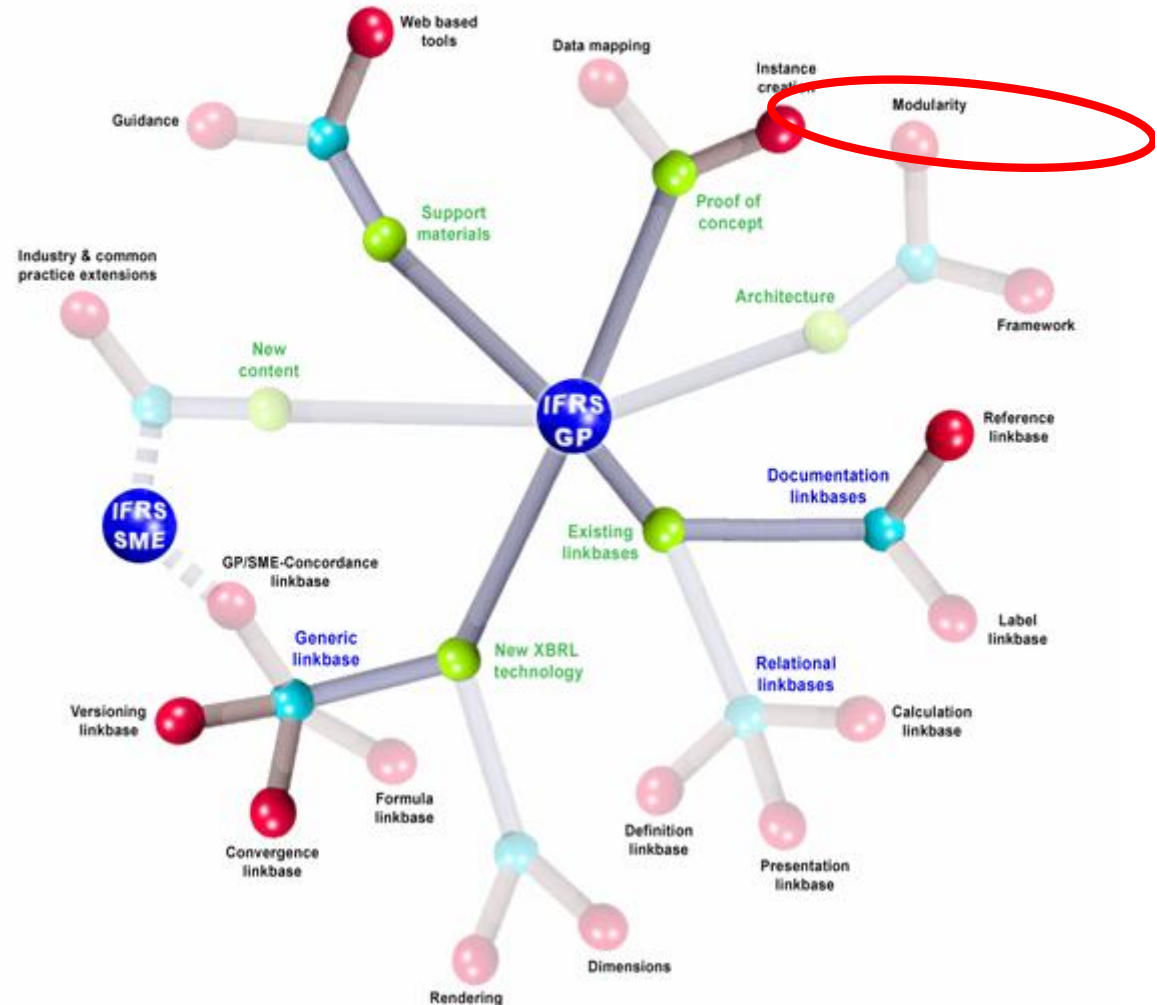 Web based
tools
Data mapping
Instance
creation
Modularity
Guidance
Support
materials
Proof of
concept
Industry & common
practice extensions
Architecture
Framework
New
content
IFRS
GP
Reference
linkbase
Documentation
linkbases
IFRS
SME
Existing
linkbases
GP/SME-Concordance
linkbase
Label
linkbase
Generic
linkbase
New XBRL
technology
Relational
linkbases
Versioning
linkbase
Calculation
linkbase
Formula
linkbase
Definition
linkbase
Convergence
linkbase
Presentation
linkbase
Dimensions
Rendering